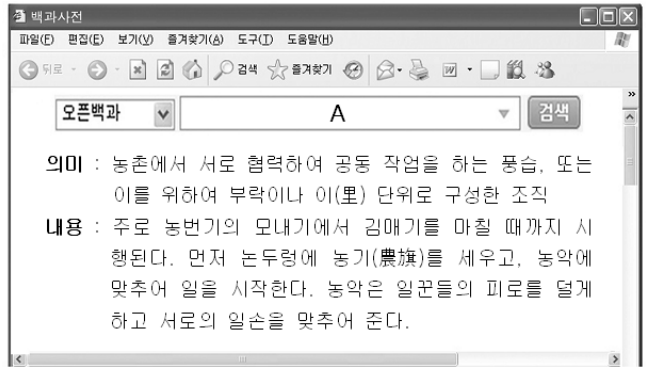 백과사전
파일(F) 편집(E) 보기(V) 즐겨찾기(A) 도구(T) 도움말(H)
뒤로 검색 즐겨찾기 W
»
오픈백과 A 검색
의미 : 농촌에서 서로 협력하여 공동 작업을 하는 풍습, 또는
이를 위하여 부락이나 이(里) 단위로 구성한 조직
내용 : 주로 농번기의 모내기에서 김매기를 마칠 때까지 시
행된다. 먼저 논두렁에 농기(農旗)를 세우고, 농악에
맞추어 일을 시작한다. 농악은 일꾼들의 피로를 덜게
하고 서로의 일손을 맞추어 준다.